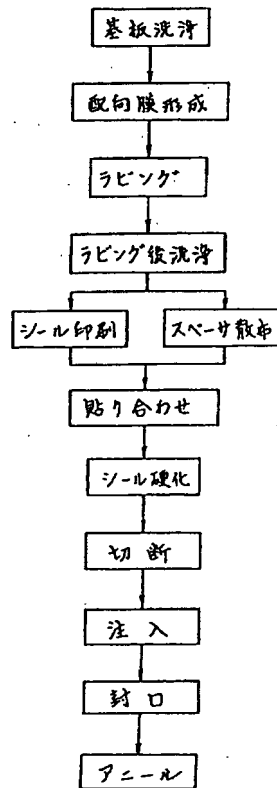 基板洗浄
配向膜形成
ラビング
ラビング後洗浄
シール印刷
スペーサ散布
貼り合わせ
シール硬化
切断
注入
封口
アニール